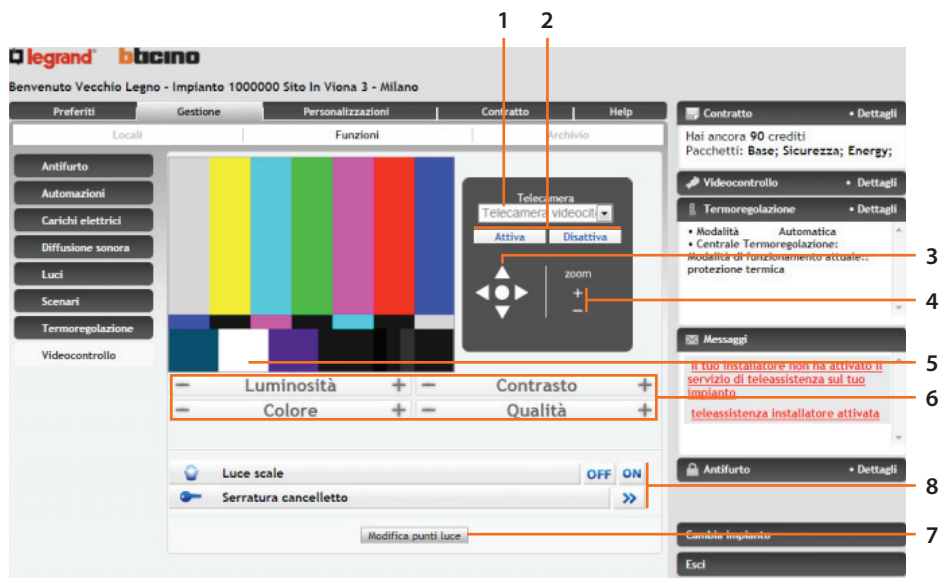 1 2
legrand bticino
Benvenuto Vecchio Legno - Impianto 1000000 Sito In Viona 3 - Milano
Preferiti Gestione Personalizzazioni Contratto Help
Locali Funzioni Archivio
Antifurto
Automazioni
Carichi elettrici
Diffusione sonora
Luci
Scenari
Termoregolazione
Videocontrollo
Telecamera
Telecamera videocit
Attiva Disattiva
zoom
+
−
− Luminosità + − Contrasto +
− Colore + − Qualità +
Luce scale OFF ON
Serratura cancelletto »
Modifica punti luce
Contratto • Dettagli
Hai ancora 90 crediti
Pacchetti: Base; Sicurezza; Energy;
Videocontrollo • Dettagli
Termoregolazione • Dettagli
• Modalità Automatica
• Centrale Termoregolazione:
Modalità di funzionamento attuale::
protezione termica
Messaggi
Il tuo installatore non ha attivato il
servizio di teleassistenza sul tuo
impianto
teleassistenza installatore attivata
Antifurto • Dettagli
Cambia impianto
Esci
3
4
5
6
8
7